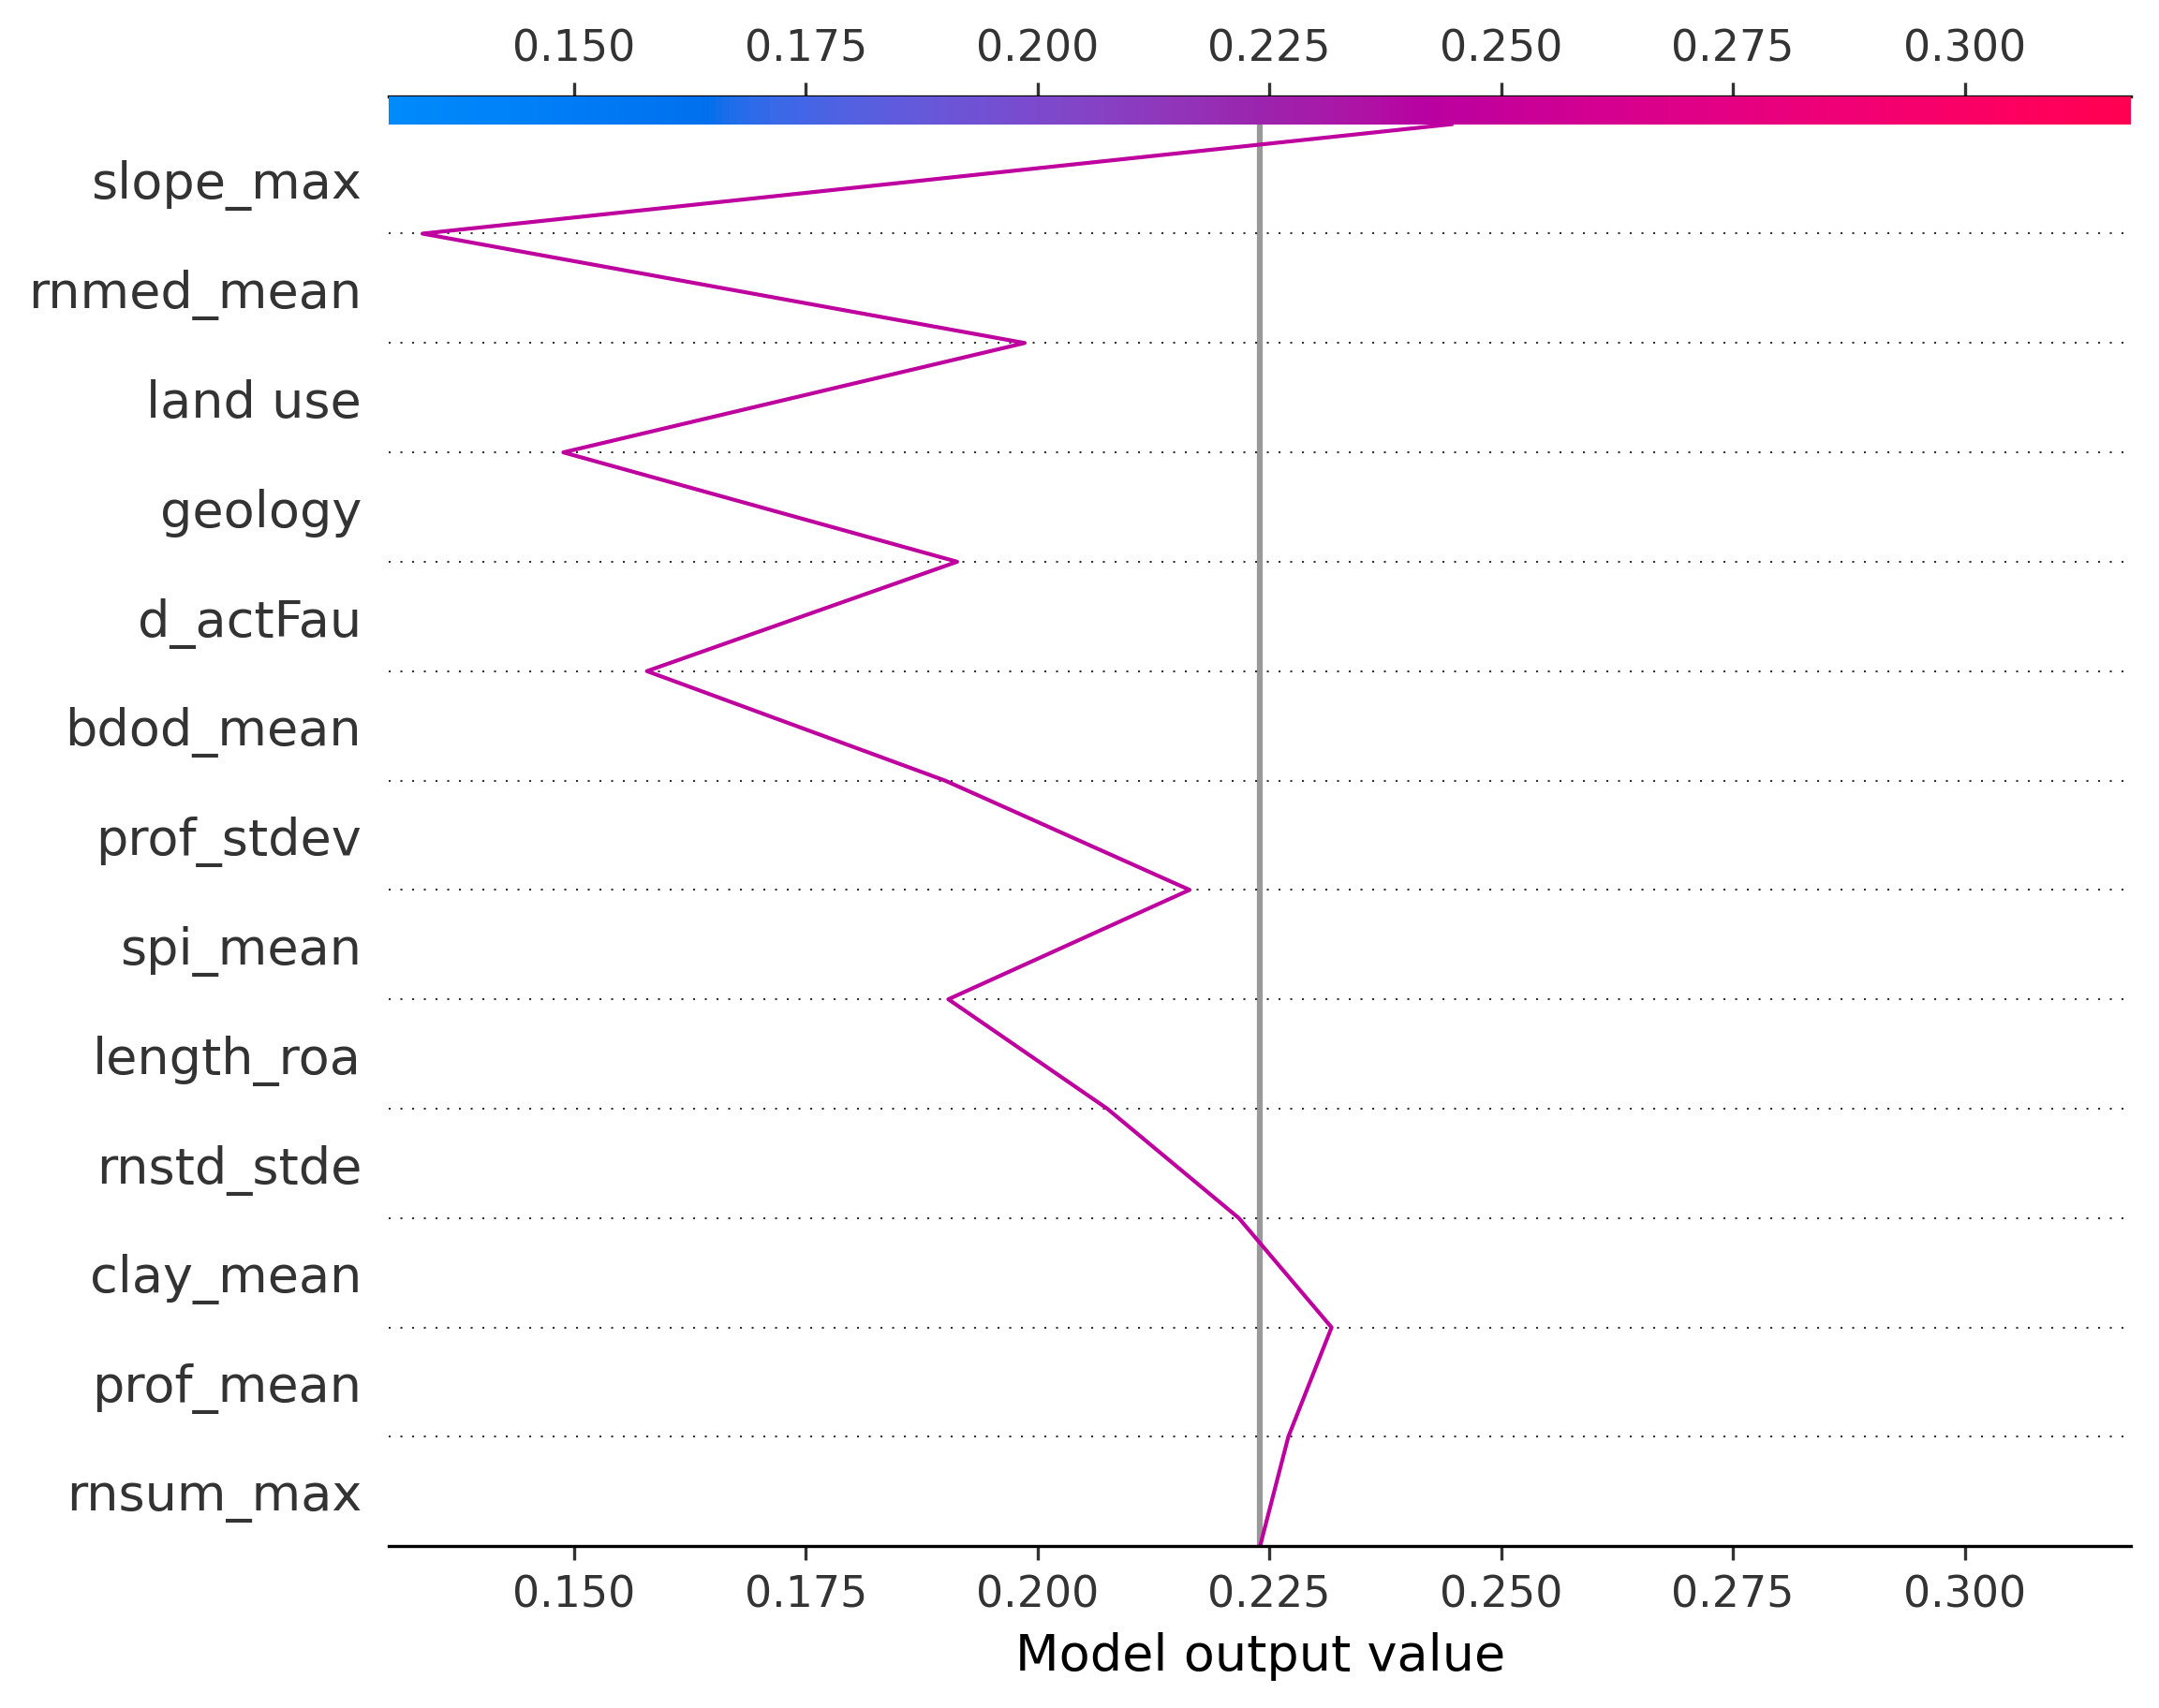 0.150 0.175 0.200 0.225 0.250 0.275 0.300
slope_max
rnmed_mean
land use
geology
d_actFau
bdod_mean
prof_stdev
spi_mean
length_roa
rnstd_stde
clay_mean
prof_mean
rnsum_max
0.150 0.175 0.200 0.225 0.250 0.275 0.300
Model output value